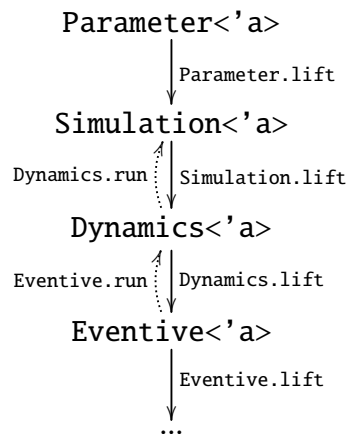 Parameter<’a>
Parameter.lift
Simulation<’a>
Dynamics.run Simulation.lift
Dynamics<’a>
Eventive.run Dynamics.lift
Eventive<’a>
Eventive.lift
...